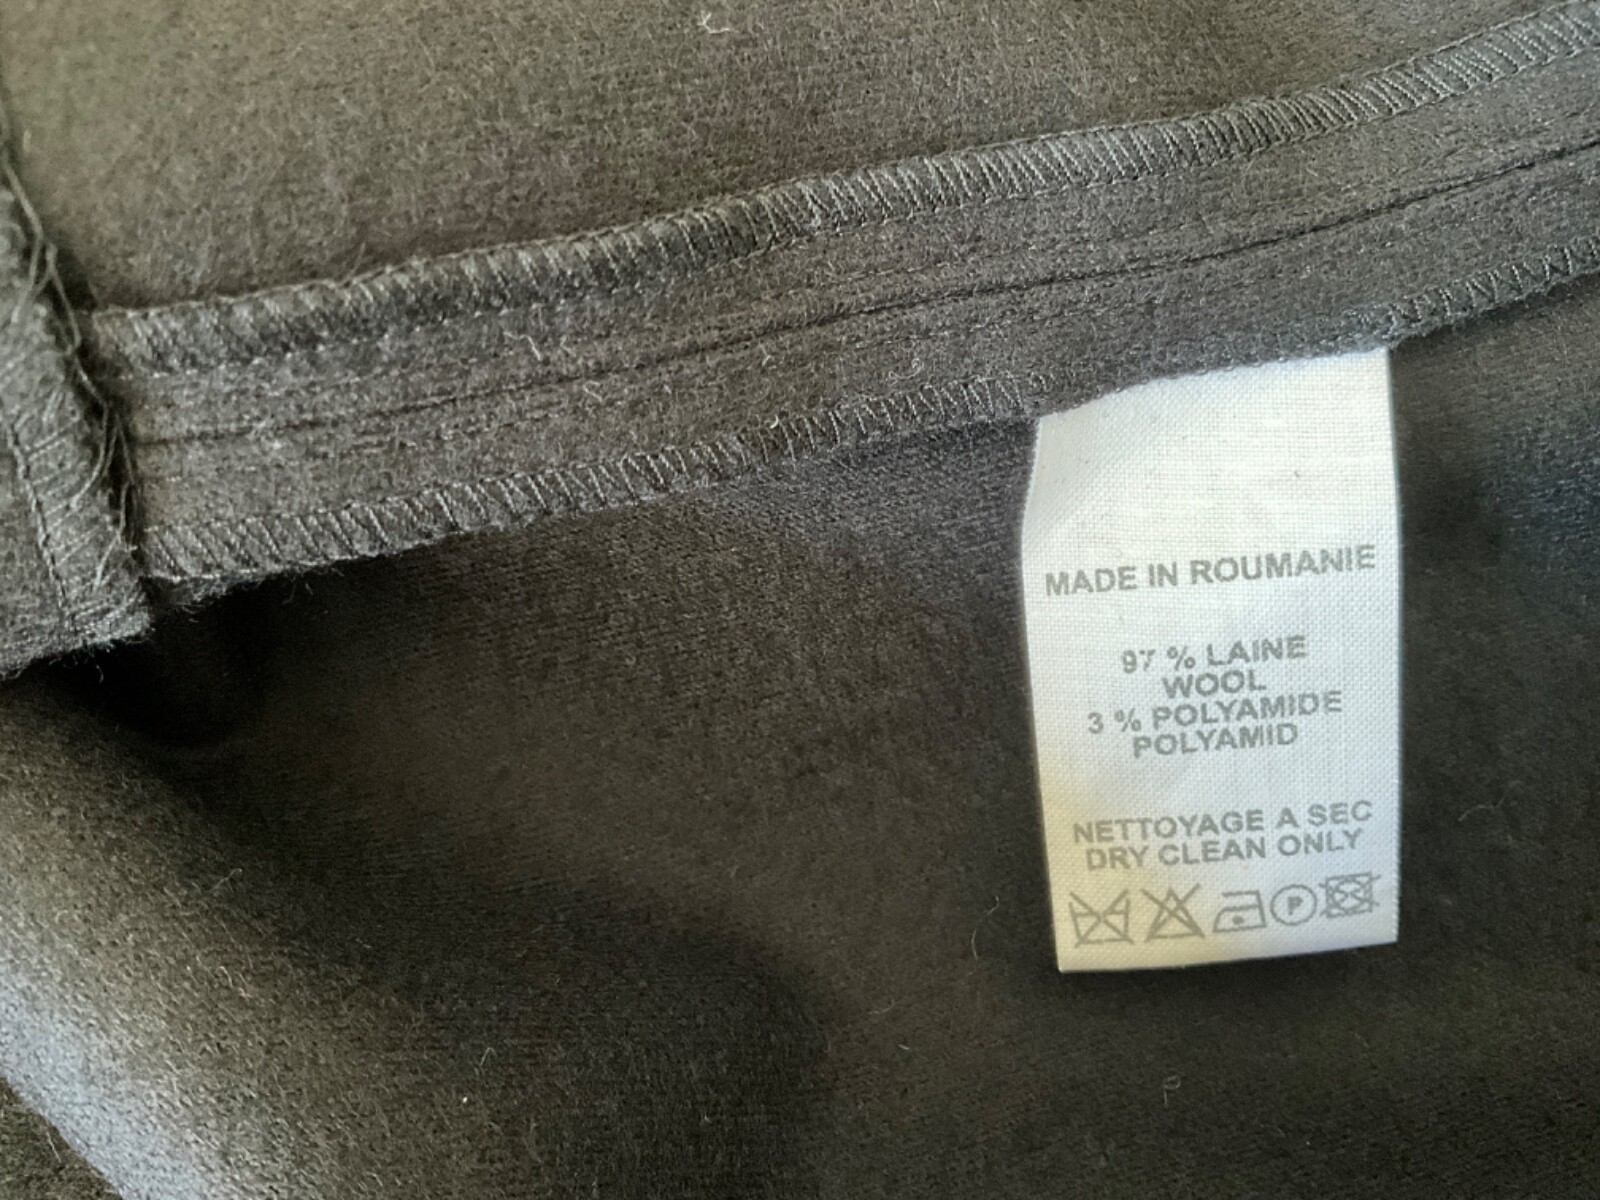 MADE IN ROUMANIE
97 % LAINE
WOOL
3 % POLYAMIDE
POLYAMID
NETTOYAGE A SEC
DRY CLEAN ONLY
P